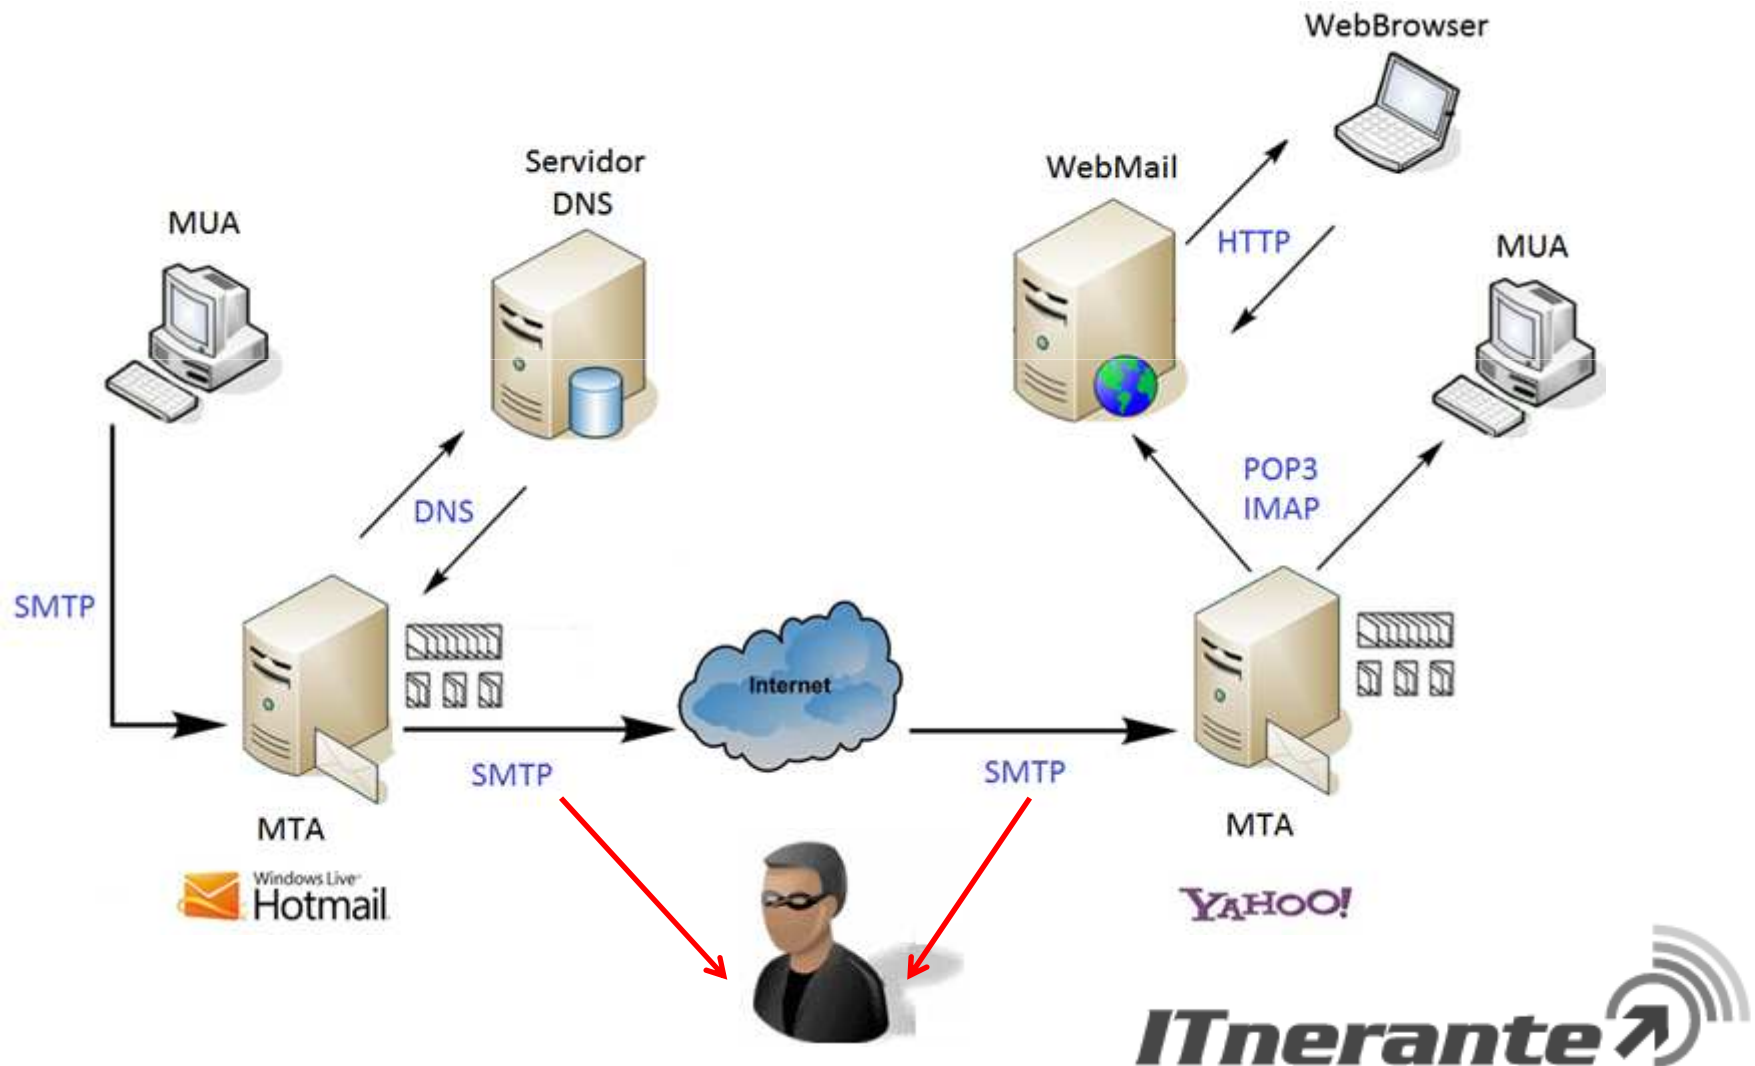 WebBrowser
Servidor
DNS
WebMail
MUA
HTTP
MUA
DNS
POP3
IMAP
SMTP
Internet
SMTP
SMTP
MTA
MTA
Windows Live
Hotmail
YAHOO!
ITnerante